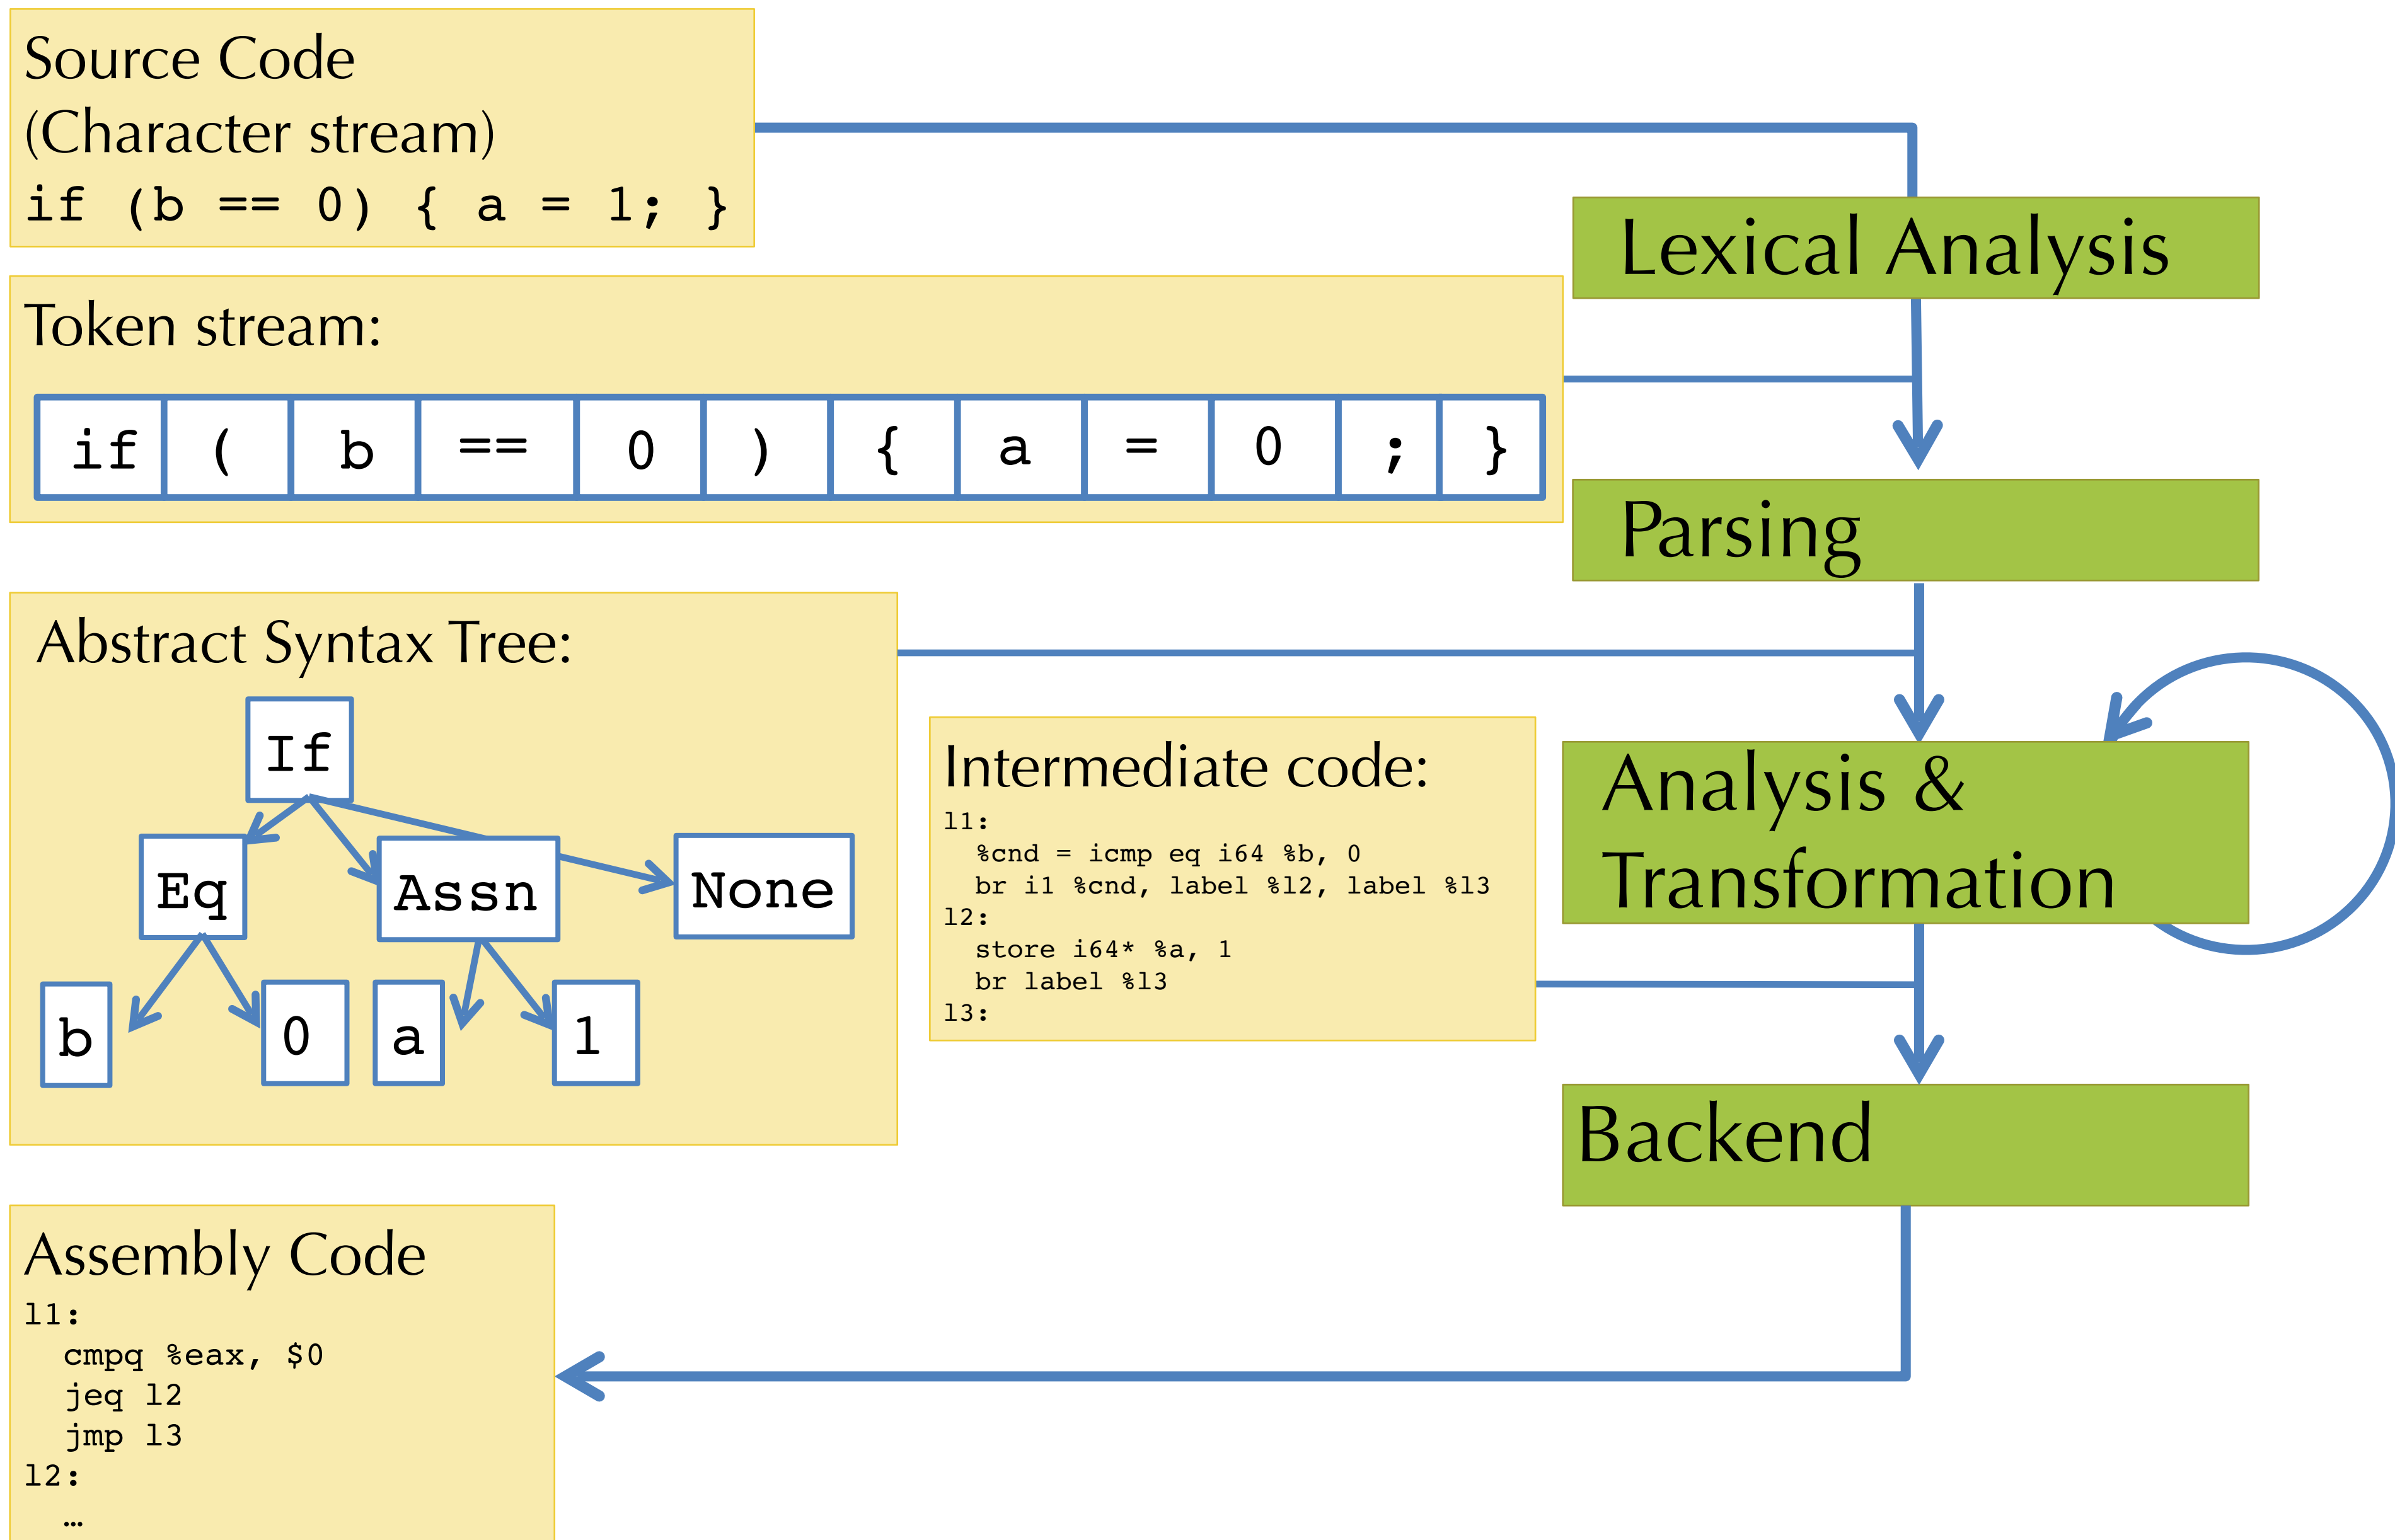 Source Code
(Character stream)
if (b == 0) { a = 1; }
Lexical Analysis
Token stream:
if ( b == 0 ) { a = 0 ; }
Parsing
Abstract Syntax Tree:
If
Eq Assn None
b 0 a 1
Intermediate code:
l1:
%cnd = icmp eq i64 %b, 0
br i1 %cnd, label %l2, label %l3
l2:
store i64* %a, 1
br label %l3
l3:
Analysis &
Transformation
Backend
Assembly Code
l1:
cmpq %eax, $0
jeq l2
jmp l3
l2:
…